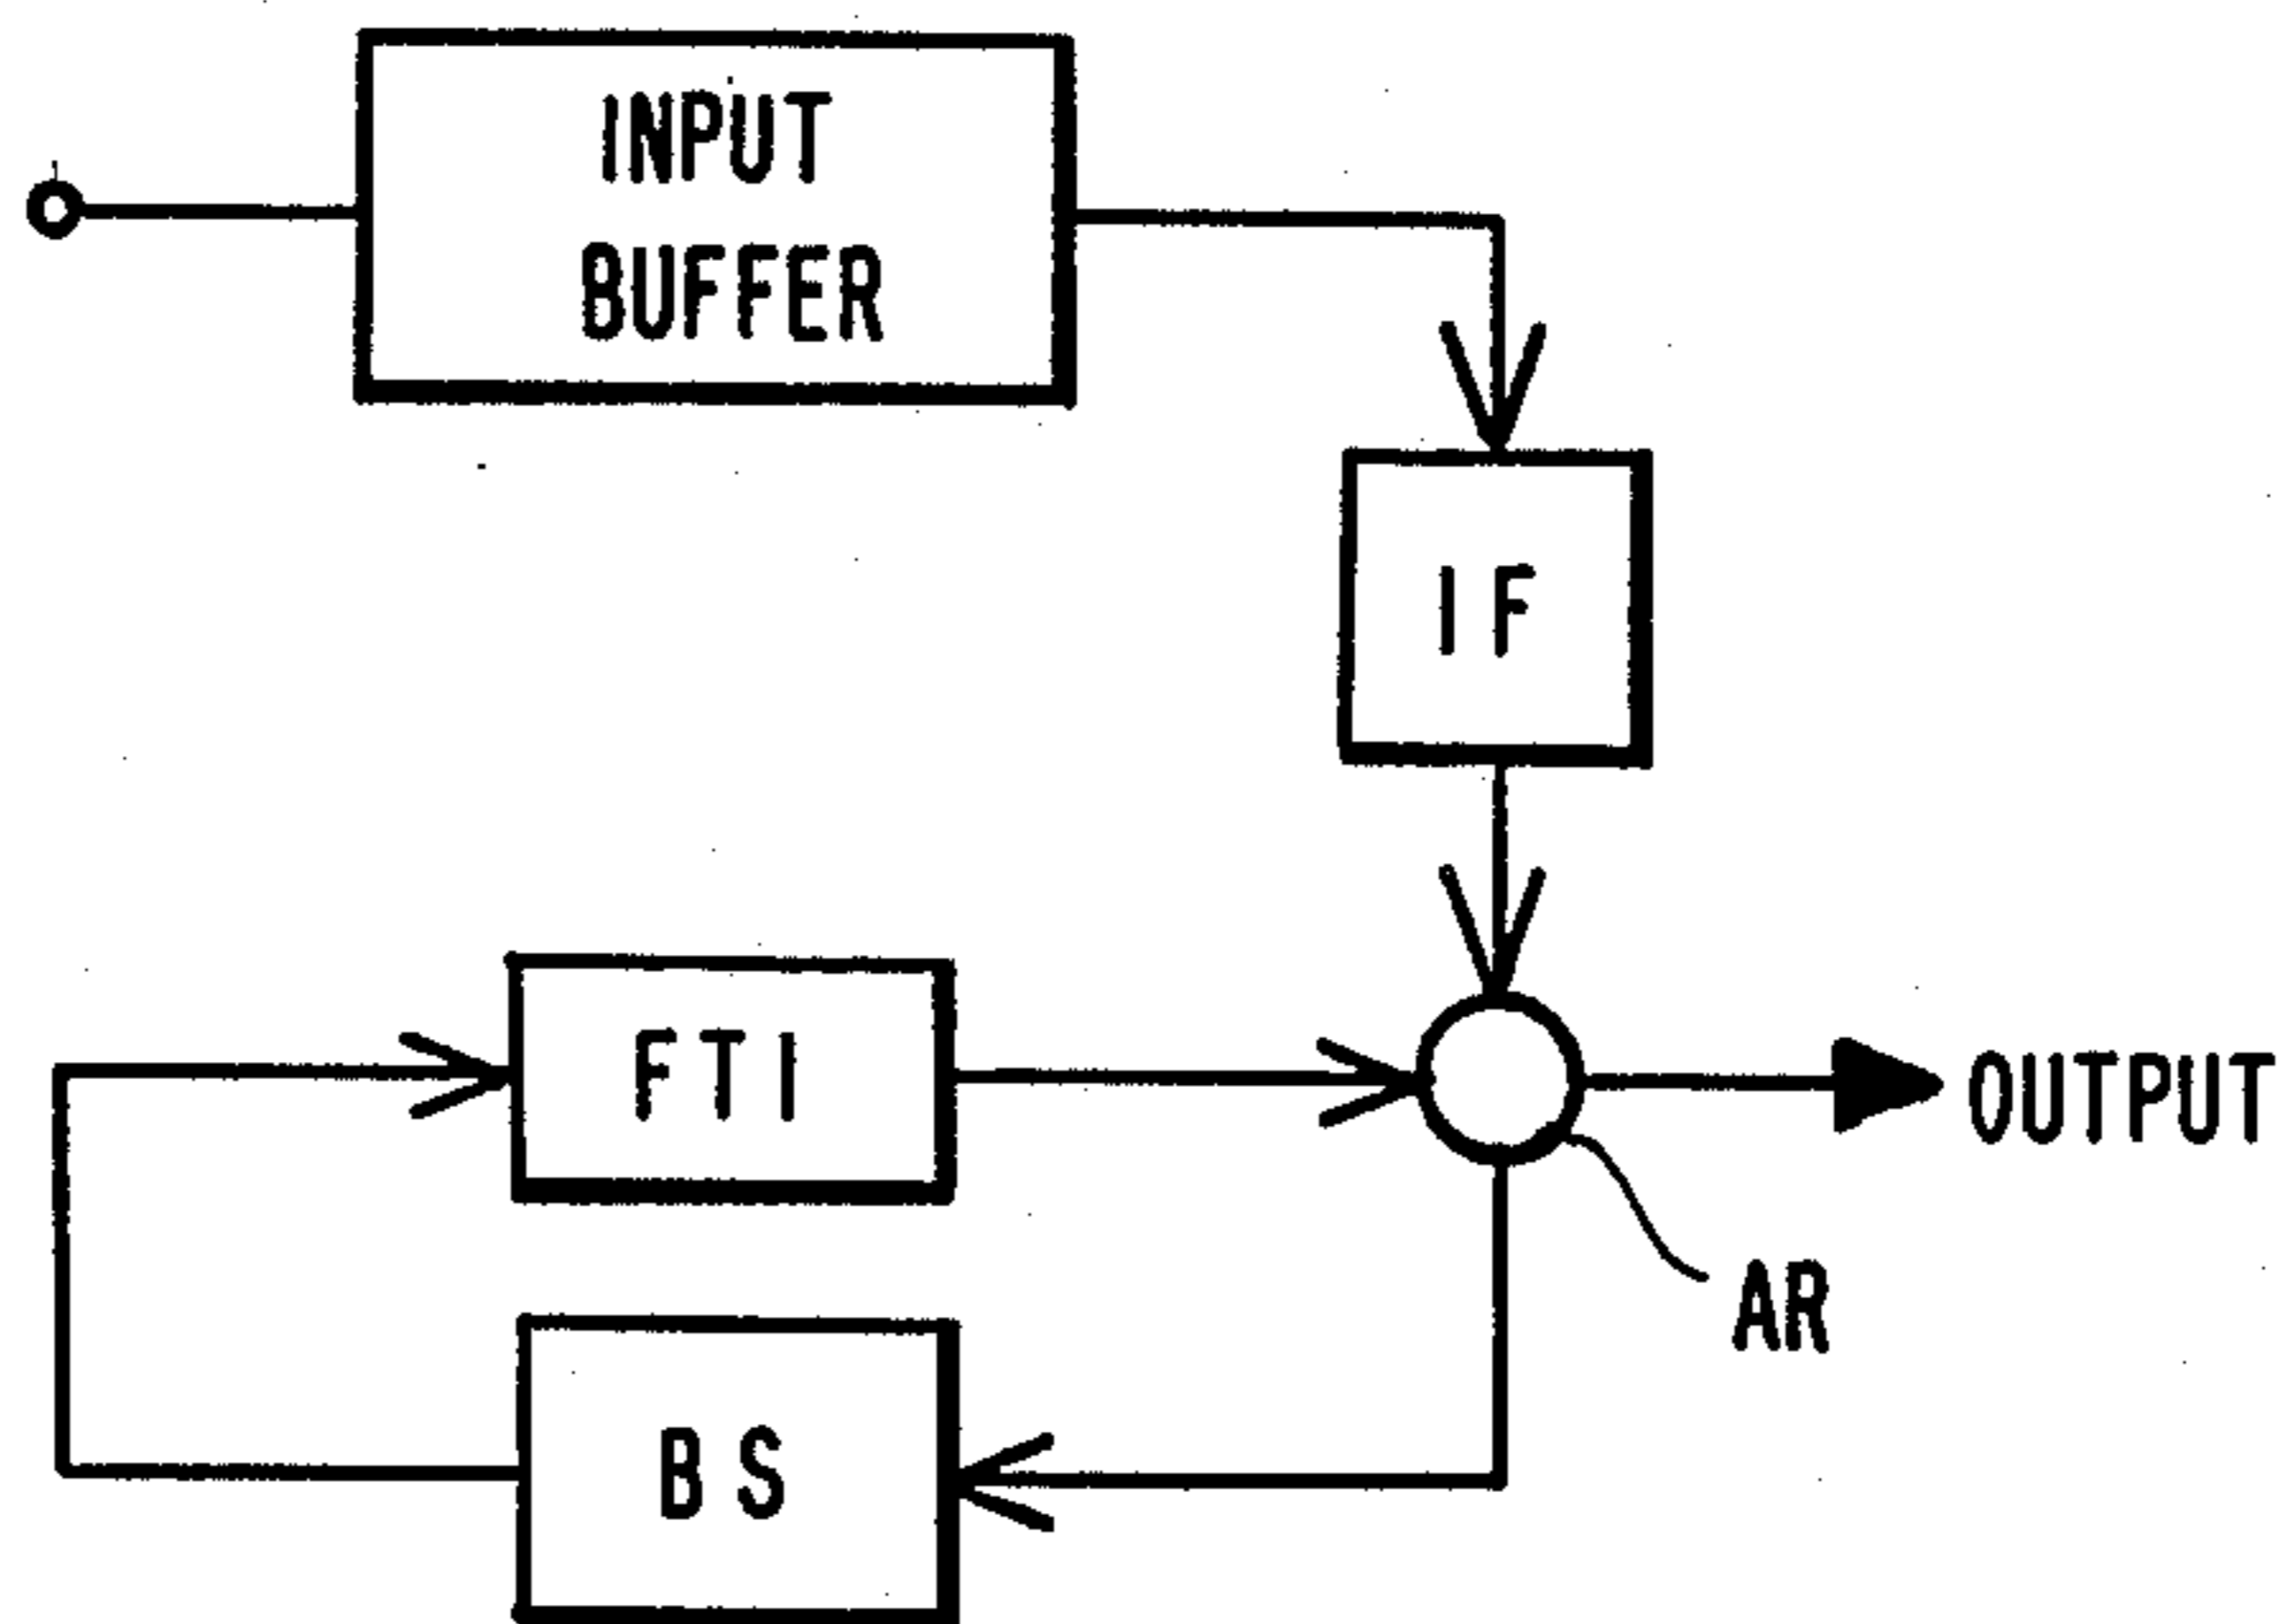 INPUT
BUFFER
IF
FTI
OUTPUT
AR
BS